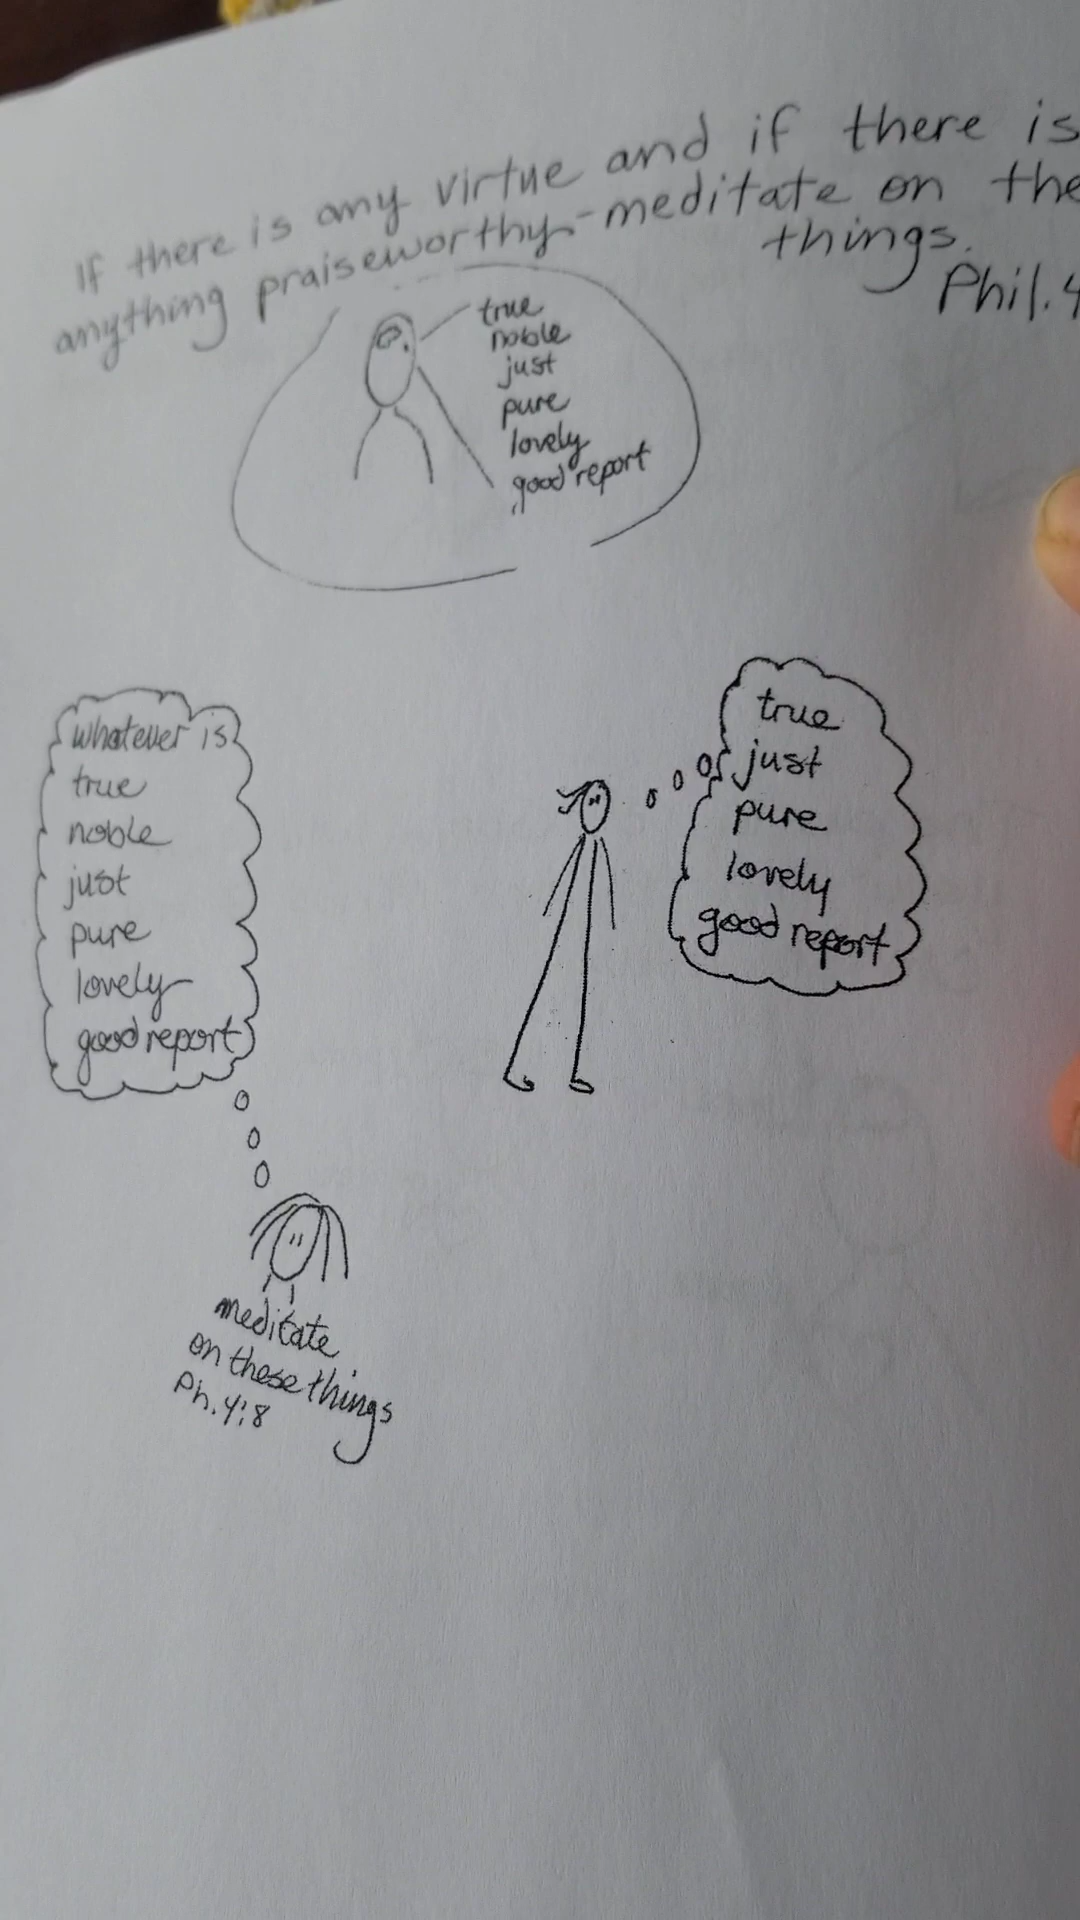 If there is any virtue and if there is
anything praiseworthy-meditate on the
things.
Phil. 4
true
noble
just
pure
lovely
good report
whatever is
true
noble
just
pure
lovely
good report
true
just
pure
lovely
good report
meditate
on these things
Ph. 4:8